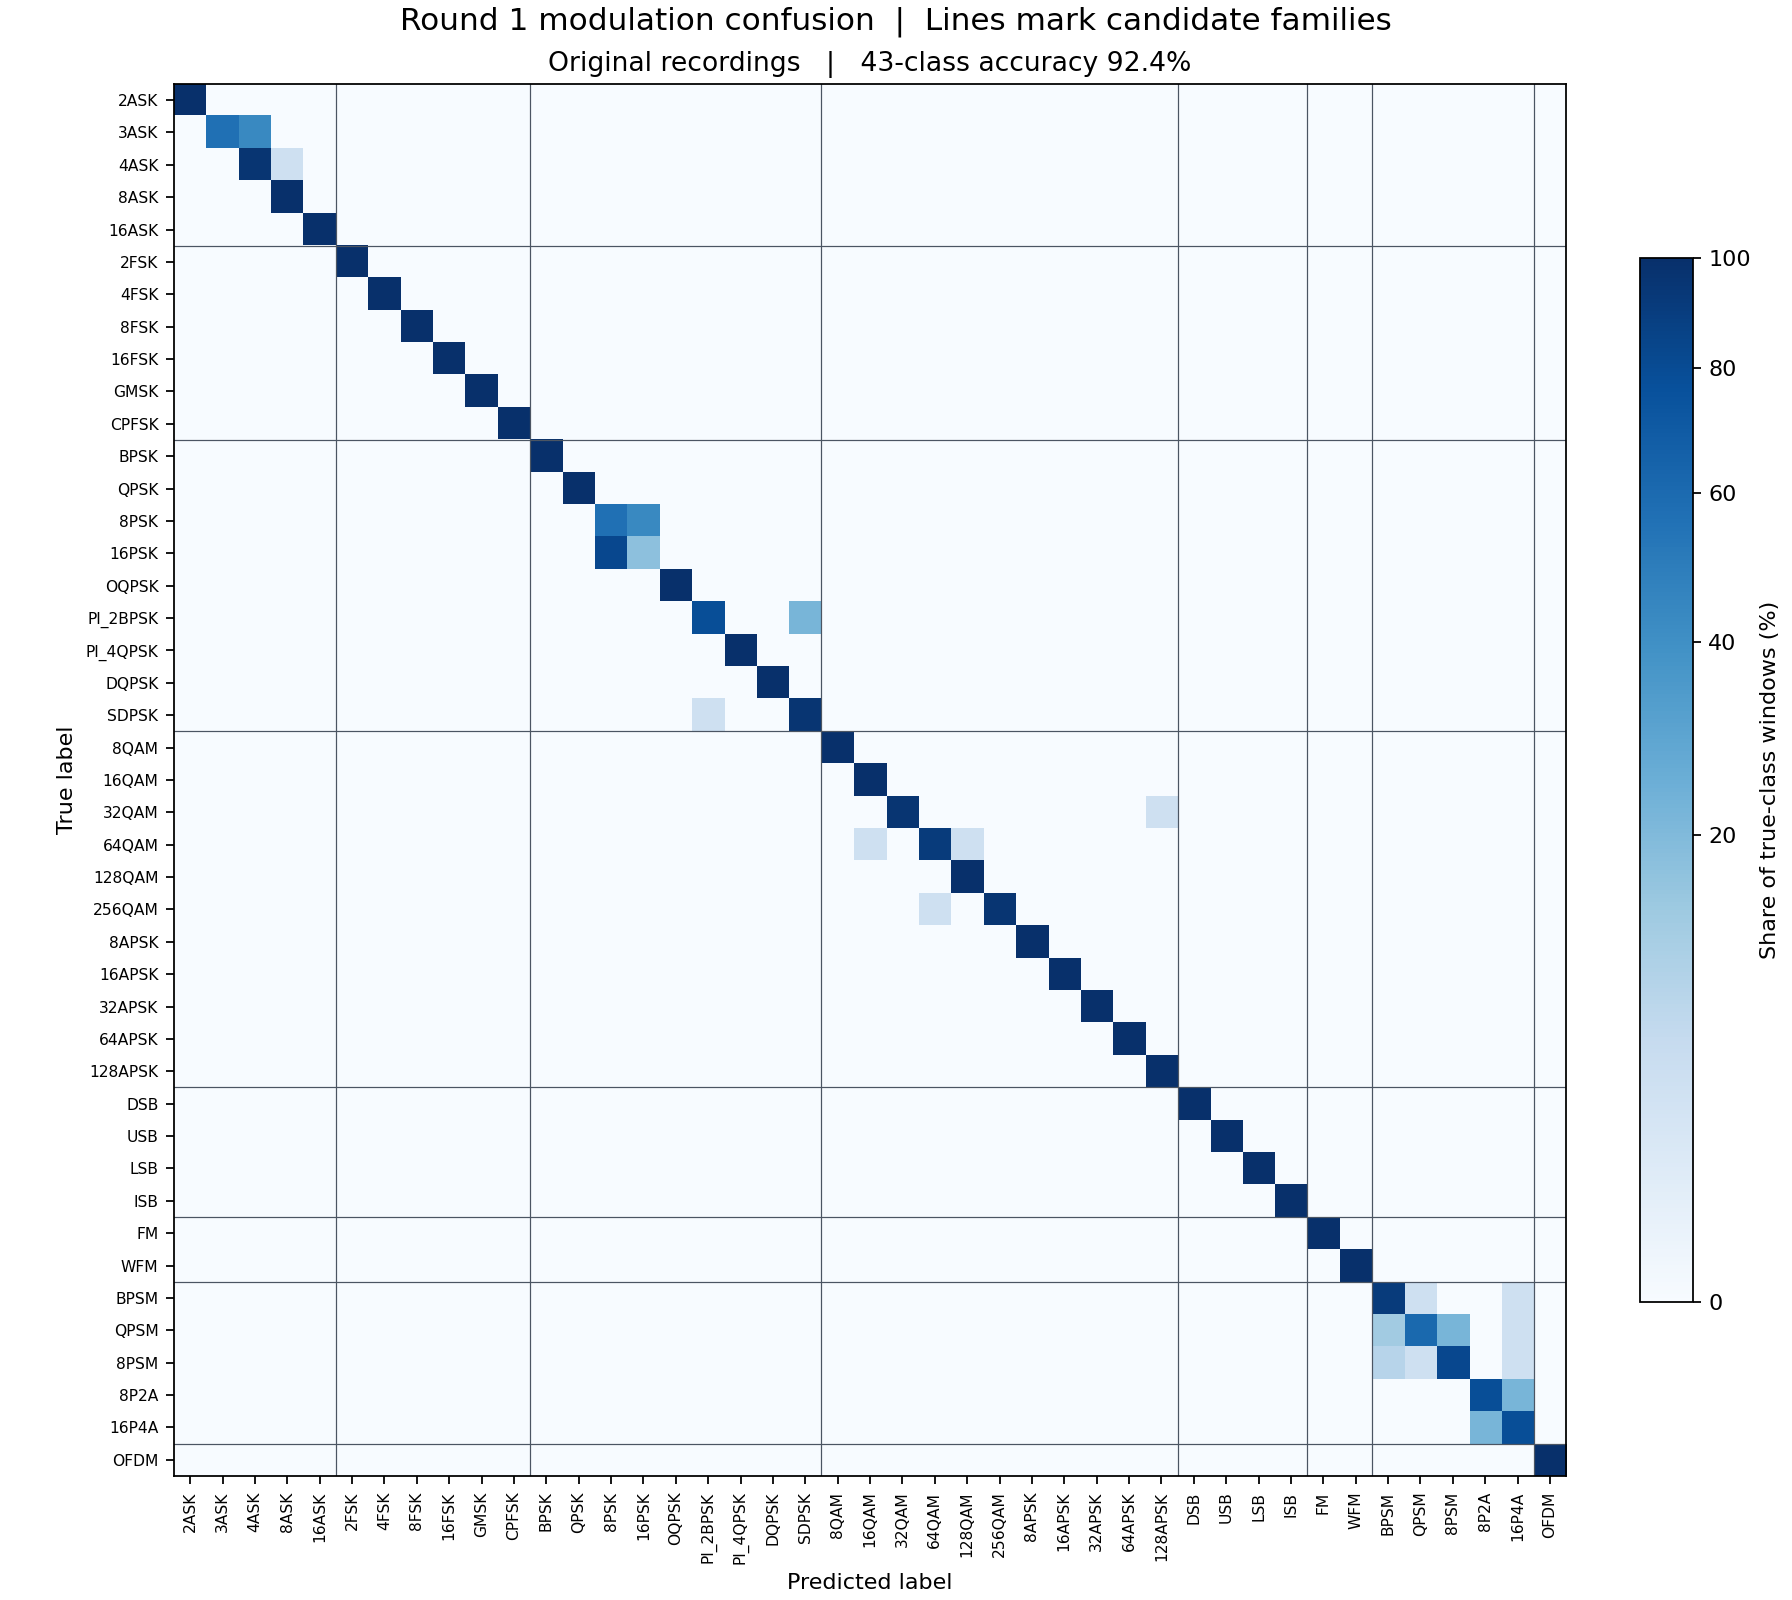 Round 1 modulation confusion | Lines mark candidate families
Original recordings | 43-class accuracy 92.4%
True label
2ASK
3ASK
4ASK
8ASK
16ASK
2FSK
4FSK
8FSK
16FSK
GMSK
CPFSK
BPSK
QPSK
8PSK
16PSK
OQPSK
PI_2BPSK
PI_4QPSK
DQPSK
SDPSK
8QAM
16QAM
32QAM
64QAM
128QAM
256QAM
8APSK
16APSK
32APSK
64APSK
128APSK
DSB
USB
LSB
ISB
FM
WFM
BPSM
QPSM
8PSM
8P2A
16P4A
OFDM
2ASK
3ASK
4ASK
8ASK
16ASK
2FSK
4FSK
8FSK
16FSK
GMSK
CPFSK
BPSK
QPSK
8PSK
16PSK
OQPSK
PI_2BPSK
PI_4QPSK
DQPSK
SDPSK
8QAM
16QAM
32QAM
64QAM
128QAM
256QAM
8APSK
16APSK
32APSK
64APSK
128APSK
DSB
USB
LSB
ISB
FM
WFM
BPSM
QPSM
8PSM
8P2A
16P4A
OFDM
Predicted label
100
80
60
40
20
0
Share of true-class windows (%)